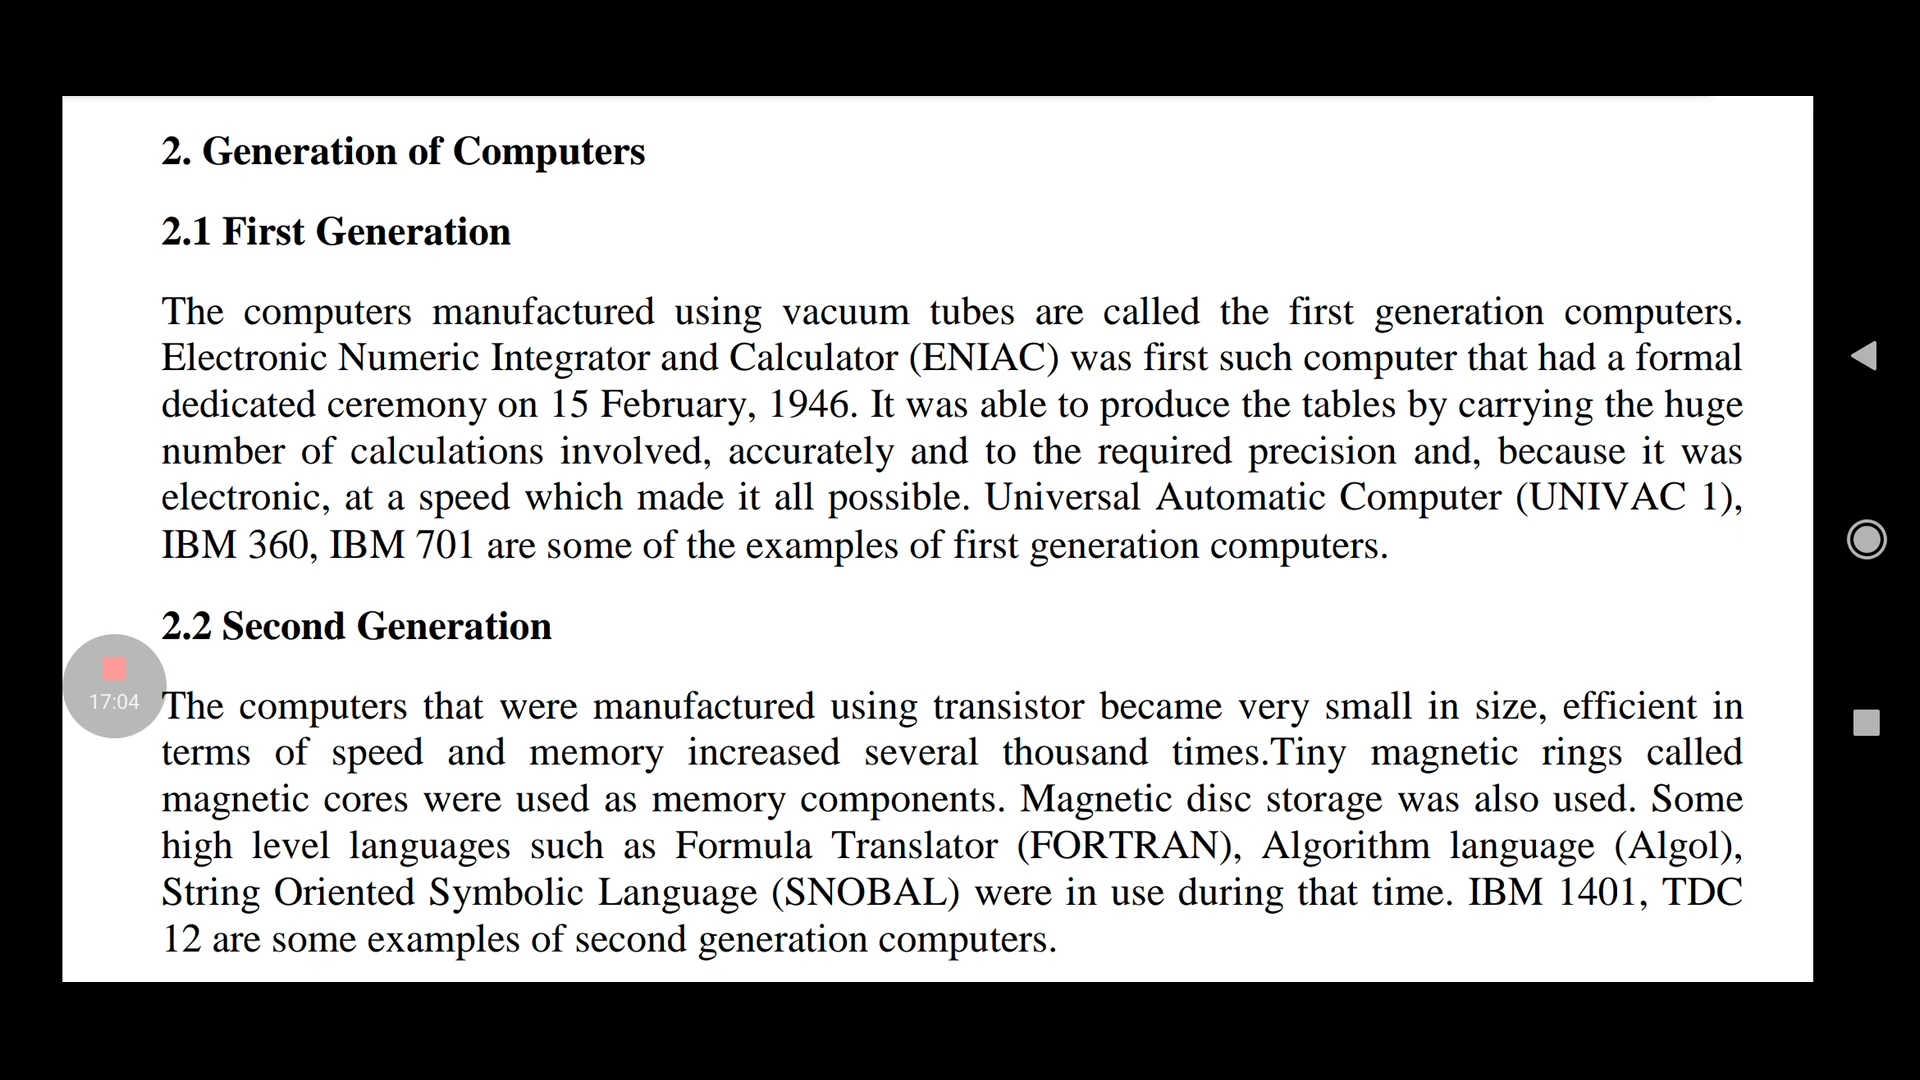 2. Generation of Computers
2.1 First Generation
The computers manufactured using vacuum tubes are called the first generation computers.
Electronic Numeric Integrator and Calculator (ENIAC) was first such computer that had a formal
dedicated ceremony on 15 February, 1946. It was able to produce the tables by carrying the huge
number of calculations involved, accurately and to the required precision and, because it was
electronic, at a speed which made it all possible. Universal Automatic Computer (UNIVAC 1),
IBM 360, IBM 701 are some of the examples of first generation computers.
2.2 Second Generation
17:04
The computers that were manufactured using transistor became very small in size, efficient in
terms of speed and memory increased several thousand times.Tiny magnetic rings called
magnetic cores were used as memory components. Magnetic disc storage was also used. Some
high level languages such as Formula Translator (FORTRAN), Algorithm language (Algol),
String Oriented Symbolic Language (SNOBAL) were in use during that time. IBM 1401, TDC
12 are some examples of second generation computers.